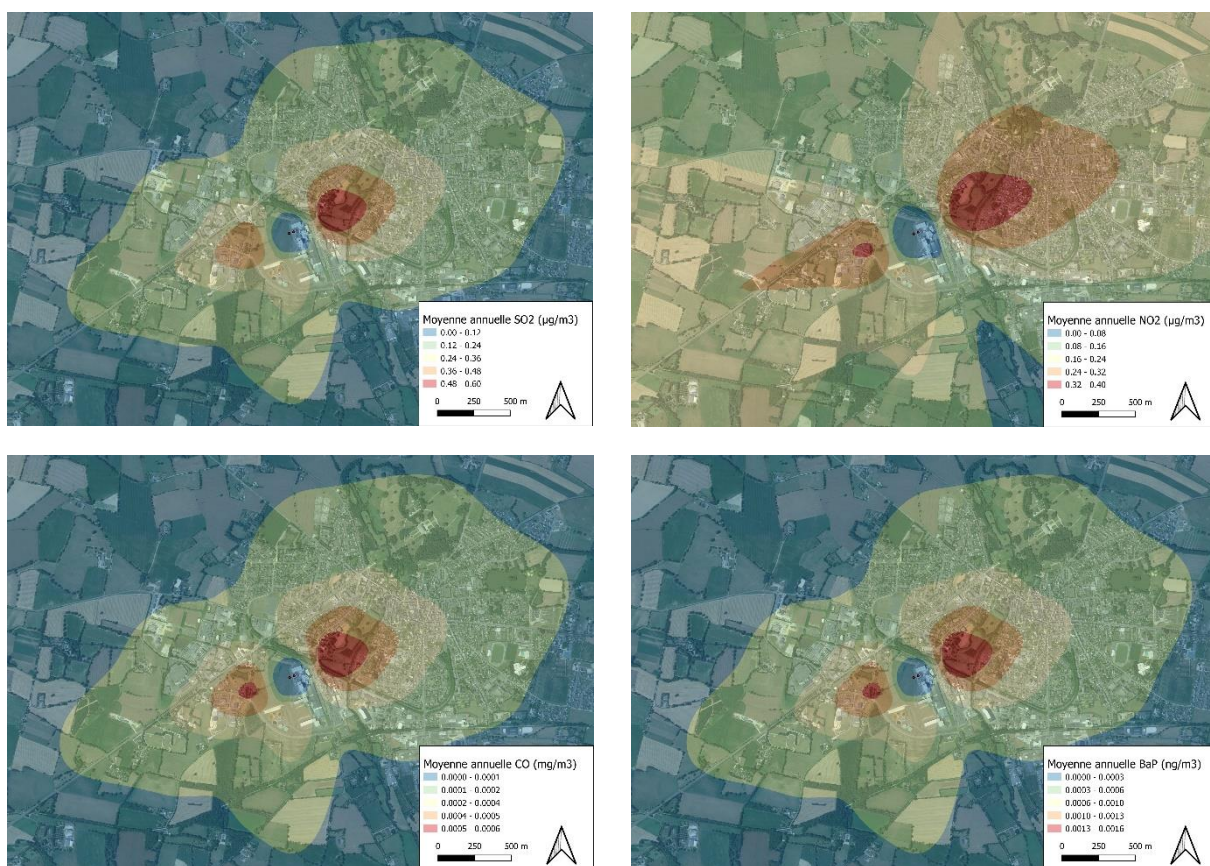 Moyenne annuelle SO2 (µg/m3)
0.00 - 0.12
0.12 - 0.24
0.24 - 0.36
0.36 - 0.48
0.48 - 0.60
0 250 500 m
Moyenne annuelle NO2 (µg/m3)
0.00 - 0.08
0.08 - 0.16
0.16 - 0.24
0.24 - 0.32
0.32 - 0.40
0 250 500 m
Moyenne annuelle CO (mg/m3)
0.0000 - 0.0001
0.0001 - 0.0002
0.0002 - 0.0004
0.0004 - 0.0005
0.0005 - 0.0006
0 250 500 m
Moyenne annuelle BaP (ng/m3)
0.0000 - 0.0003
0.0003 - 0.0006
0.0006 - 0.0010
0.0010 - 0.0013
0.0013 - 0.0016
0 250 500 m